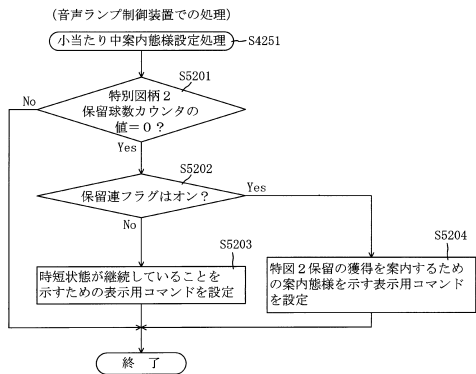 (音声ランプ制御装置での処理)
小当たり中案内態様設定処理
S4251
S5201
No
特別図柄2
保留球数カウンタの
値=0?
Yes
S5202
保留連フラグはオン?
Yes
No
S5203
時短状態が継続していることを
示すための表示用コマンドを設定
S5204
特図2保留の獲得を案内するため
の案内態様を示す表示用コマンド
を設定
終 了